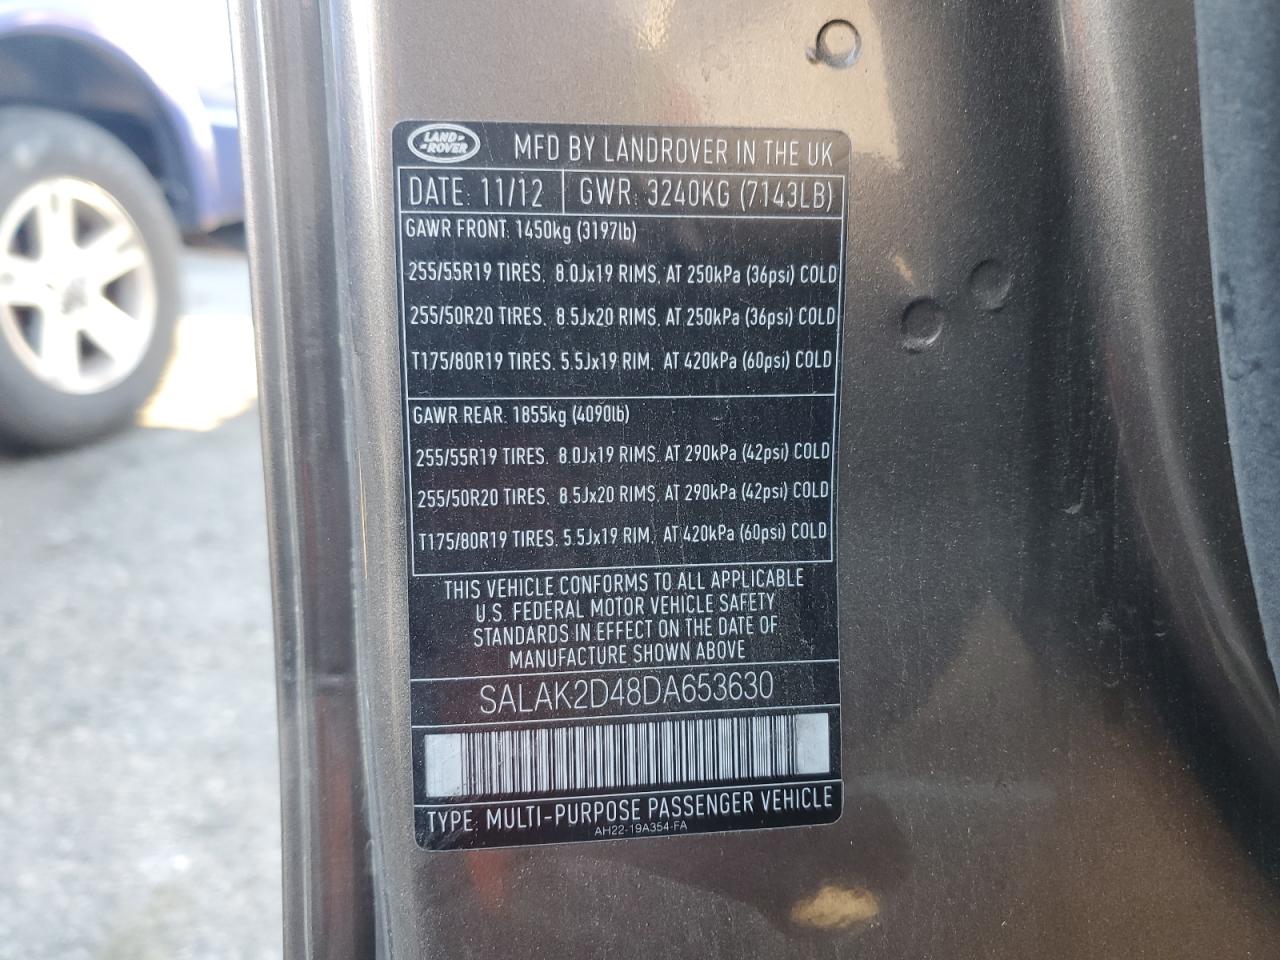 LAND-
-ROVER
MFD BY LANDROVER IN THE UK
DATE: 11/12 GWR: 3240KG (7143LB)
GAWR FRONT: 1450kg (3197lb)
255/55R19 TIRES, 8.0Jx19 RIMS, AT 250kPa (36psi) COLD
255/50R20 TIRES, 8.5Jx20 RIMS, AT 250kPa (36psi) COLD
T175/80R19 TIRES, 5.5Jx19 RIM, AT 420kPa (60psi) COLD
GAWR REAR: 1855kg (4090lb)
255/55R19 TIRES, 8.0Jx19 RIMS, AT 290kPa (42psi) COLD
255/50R20 TIRES, 8.5Jx20 RIMS, AT 290kPa (42psi) COLD
T175/80R19 TIRES, 5.5Jx19 RIM, AT 420kPa (60psi) COLD
THIS VEHICLE CONFORMS TO ALL APPLICABLE
U.S. FEDERAL MOTOR VEHICLE SAFETY
STANDARDS IN EFFECT ON THE DATE OF
MANUFACTURE SHOWN ABOVE
SALAK2D48DA653630
TYPE: MULTI-PURPOSE PASSENGER VEHICLE
AH22-19A354-FA